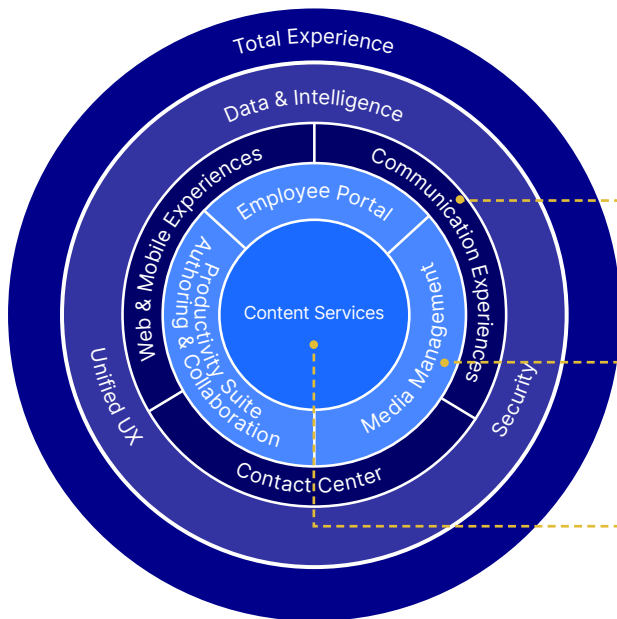 Total Experience
Data & Intelligence
Web & Mobile Experiences
Communication Experiences
Employee Portal
Productivity Suite
Authoring & Collaboration
Content Services
Media Management
Unified UX
Security
Contact Center